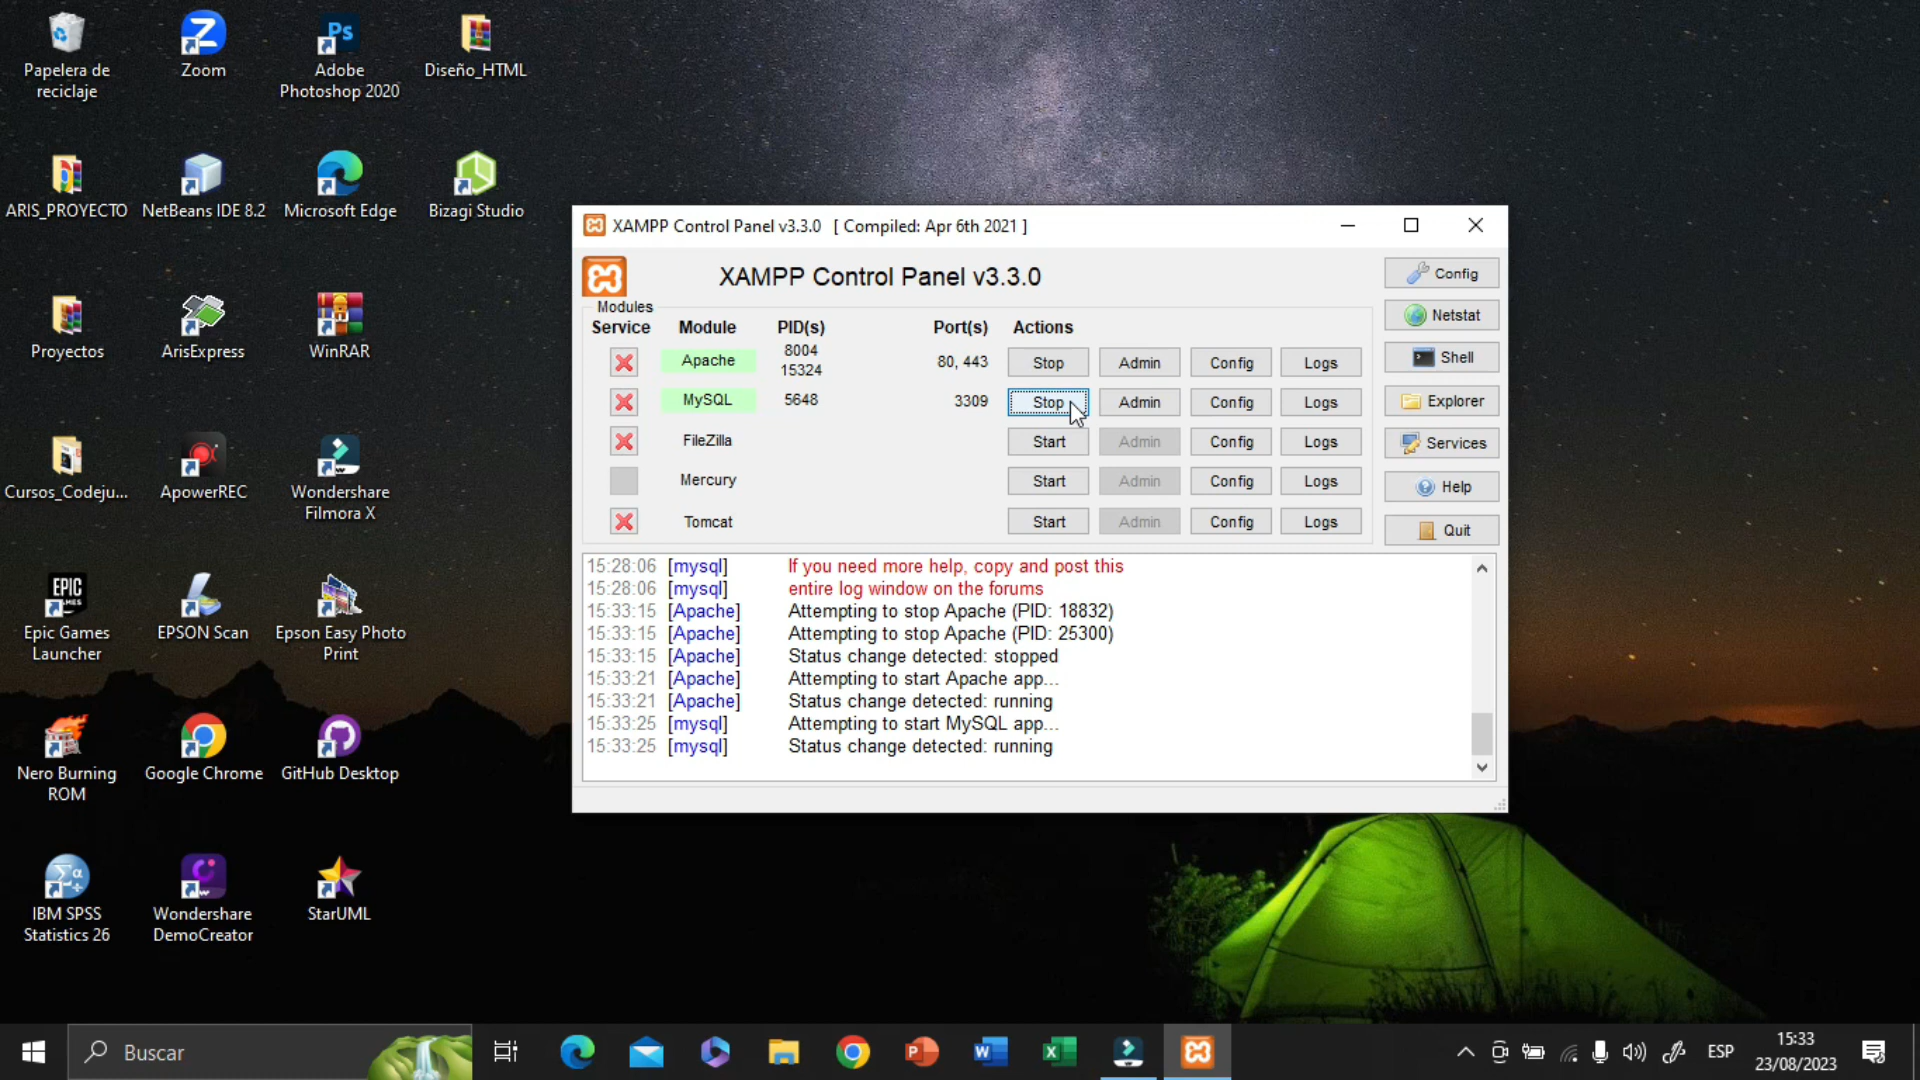 Papelera de
reciclaje
Zoom
Adobe
Photoshop 2020
Diseño_HTML
ARIS_PROYECTO
NetBeans IDE 8.2
Microsoft Edge
Bizagi Studio
Proyectos
ArisExpress
WinRAR
Cursos_Codeju...
ApowerREC
Wondershare
Filmora X
Epic Games
Launcher
EPSON Scan
Epson Easy Photo
Print
Nero Burning
ROM
Google Chrome
GitHub Desktop
IBM SPSS
Statistics 26
Wondershare
DemoCreator
StarUML
XAMPP Control Panel v3.3.0 [ Compiled: Apr 6th 2021 ]
XAMPP Control Panel v3.3.0
Modules
Service Module PID(s) Port(s) Actions
Apache 8004 15324 80, 443 Stop Admin Config Logs
MySQL 5648 3309 Stop Admin Config Logs
FileZilla Start Admin Config Logs
Mercury Start Admin Config Logs
Tomcat Start Admin Config Logs
Config
Netstat
Shell
Explorer
Services
Help
Quit
15:28:06 [mysql] If you need more help, copy and post this
15:28:06 [mysql] entire log window on the forums
15:33:15 [Apache] Attempting to stop Apache (PID: 18832)
15:33:15 [Apache] Attempting to stop Apache (PID: 25300)
15:33:15 [Apache] Status change detected: stopped
15:33:21 [Apache] Attempting to start Apache app...
15:33:21 [Apache] Status change detected: running
15:33:25 [mysql] Attempting to start MySQL app...
15:33:25 [mysql] Status change detected: running
Buscar
ESP
15:33
23/08/2023